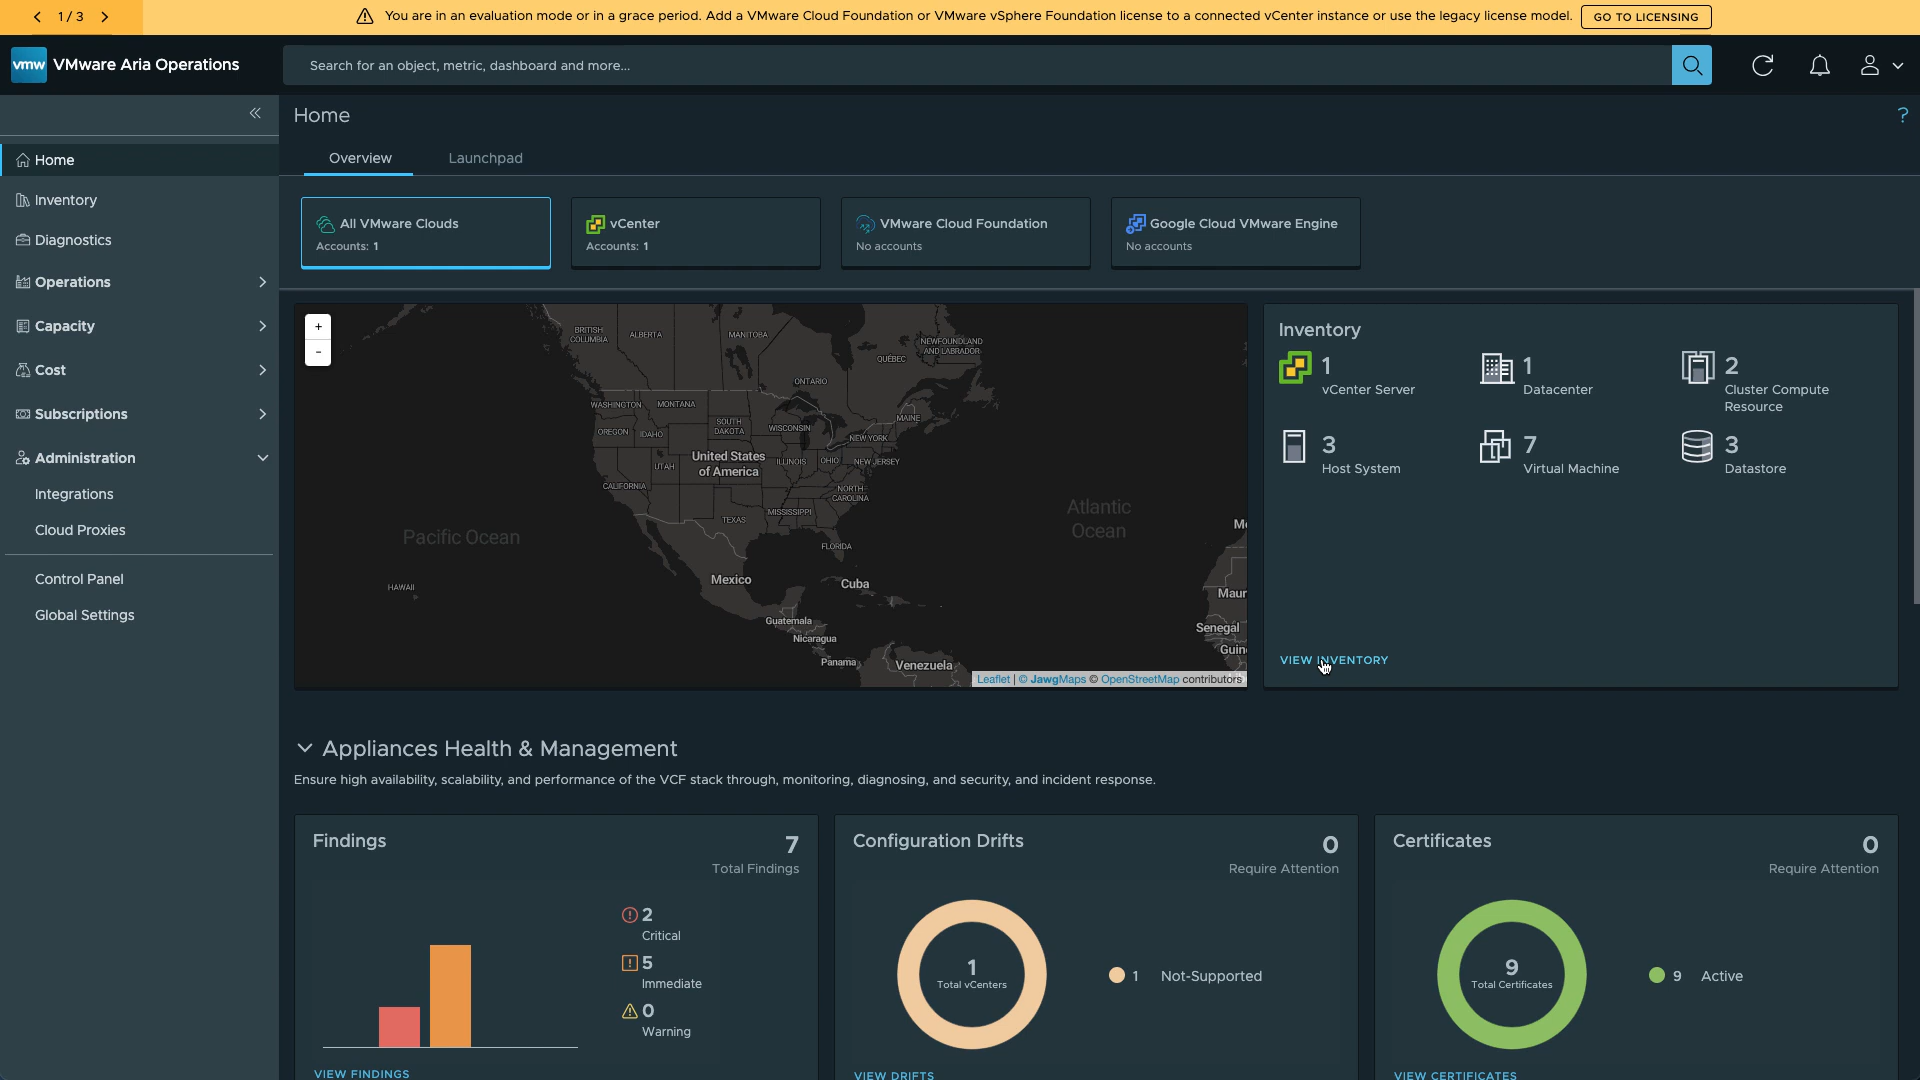 1 / 3
You are in an evaluation mode or in a grace period. Add a VMware Cloud Foundation or VMware vSphere Foundation license to a connected vCenter instance or use the legacy license model.
GO TO LICENSING
vmw
VMware Aria Operations
Search for an object, metric, dashboard and more...
Home
?
Home
Inventory
Diagnostics
Operations
Capacity
Cost
Subscriptions
Administration
Integrations
Cloud Proxies
Control Panel
Global Settings
Overview
Launchpad
All VMware Clouds
Accounts: 1
vCenter
Accounts: 1
VMware Cloud Foundation
No accounts
Google Cloud VMware Engine
No accounts
+
-
BRITISH
COLUMBIA
ALBERTA
MANITOBA
NEWFOUNDLAND
AND LABRADOR
QUÉBEC
ONTARIO
WASHINGTON
MONTANA
SOUTH
DAKOTA
WISCONSIN
MAINE
OREGON
IDAHO
NEW YORK
United States
of America
UTAH
ILLINOIS
OHIO
NEW JERSEY
CALIFORNIA
NORTH
CAROLINA
TEXAS
MISSISSIPPI
FLORIDA
Pacific Ocean
Atlantic
Ocean
HAWAII
Mexico
Cuba
Guatemala
Nicaragua
Panama
Venezuela
Mo
Maur
Senegal
Guin
Leaflet | © JawgMaps © OpenStreetMap contributors
Inventory
1
vCenter Server
1
Datacenter
2
Cluster Compute
Resource
3
Host System
7
Virtual Machine
3
Datastore
VIEW INVENTORY
Appliances Health & Management
Ensure high availability, scalability, and performance of the VCF stack through, monitoring, diagnosing, and security, and incident response.
Findings
7
Total Findings
2
Critical
5
Immediate
0
Warning
VIEW FINDINGS
Configuration Drifts
0
Require Attention
1
Total vCenters
1 Not-Supported
VIEW DRIFTS
Certificates
0
Require Attention
9
Total Certificates
9 Active
VIEW CERTIFICATES